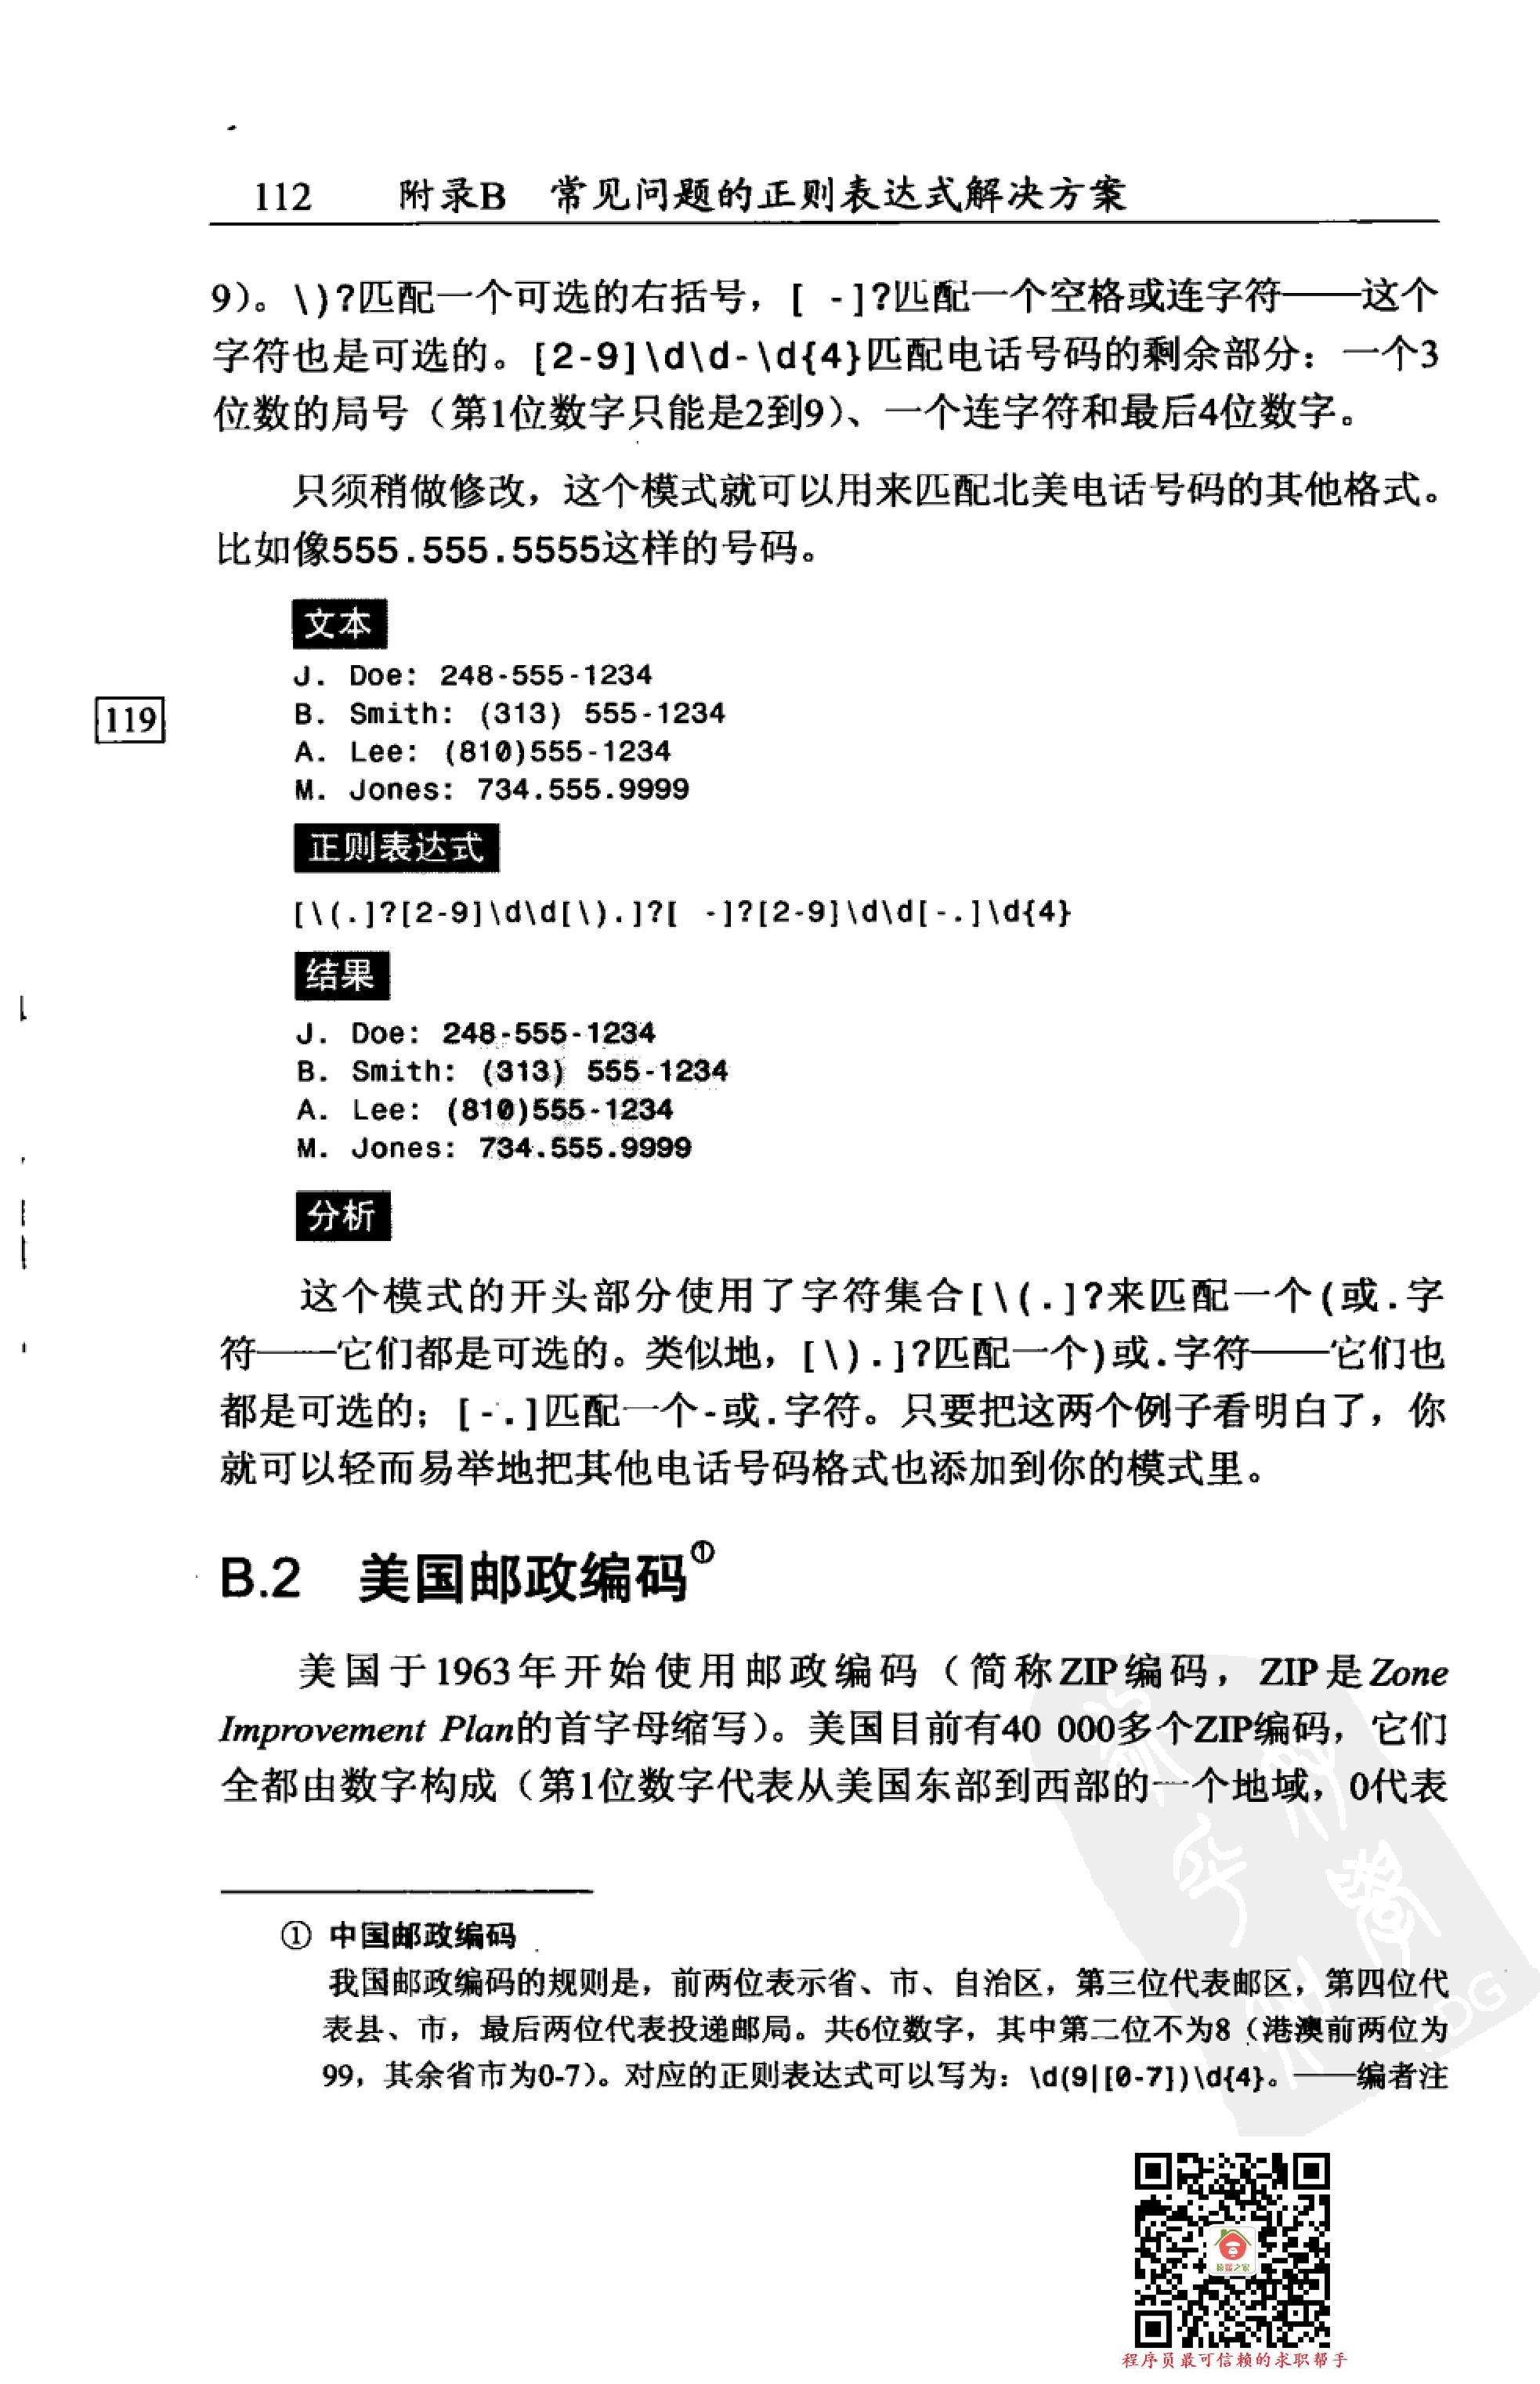 112 附录B 常见问题的正则表达式解决方案
9)。\)?匹配一个可选的右括号，[ -]?匹配一个空格或连字符——这个
字符也是可选的。[2-9]\d\d-\d{4}匹配电话号码的剩余部分：一个3
位数的局号（第1位数字只能是2到9）、一个连字符和最后4位数字。
只须稍做修改，这个模式就可以用来匹配北美电话号码的其他格式。
比如像555.555.5555这样的号码。
文本
J. Doe: 248-555-1234
B. Smith: (313) 555-1234
119
A. Lee: (810)555-1234
M. Jones: 734.555.9999
正则表达式
[\(.]?[2-9]\d\d[\).]?[ -]?[2-9]\d\d[-.]\d{4}
结果
J. Doe: 248-555-1234
B. Smith: (313) 555-1234
A. Lee: (810)555-1234
M. Jones: 734.555.9999
分析
这个模式的开头部分使用了字符集合[\(.]?来匹配一个(或.字
符——它们都是可选的。类似地，[\).]?匹配一个)或.字符——它们也
都是可选的；[-.]匹配一个-或.字符。只要把这两个例子看明白了，你
就可以轻而易举地把其他电话号码格式也添加到你的模式里。
B.2 美国邮政编码①
美国于1963年开始使用邮政编码（简称ZIP编码，ZIP是Zone
Improvement Plan的首字母缩写）。美国目前有40 000多个ZIP编码，它们
全都由数字构成（第1位数字代表从美国东部到西部的一个地域，0代表
① 中国邮政编码
我国邮政编码的规则是，前两位表示省、市、自治区，第三位代表邮区，第四位代
表县、市，最后两位代表投递邮局。共6位数字，其中第二位不为8（港澳前两位为
99，其余省市为0-7）。对应的正则表达式可以写为：\d(9|[0-7])\d{4}。——编者注
程序员最可信赖的求职帮手